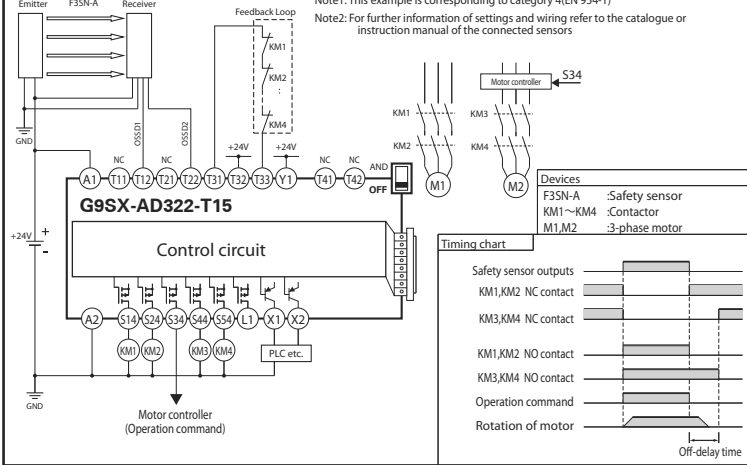 Emitter F3SN-A Receiver
Note1: This example is corresponding to category 4(EN 954-1)
Note2: For further information of settings and wiring refer to the catalogue or
instruction manual of the connected sensors
Feedback Loop
KM1
KM2
:
KM4
GND
OSSD1
OSSD2
+24V +24V
NC NC NC NC
A1 T11 T12 T21 T22 T31 T32 T33 Y1 T41 T42
AND
OFF
Motor controller S34
KM1 KM3
KM2 KM4
M1 M2
G9SX-AD322-T15
Control circuit
+24V + -
A2 S14 S24 S34 S44 S54 L1 X1 X2
KM1 KM2 KM3 KM4 PLC etc.
GND
Motor controller
(Operation command)
Devices
F3SN-A :Safety sensor
KM1~KM4 :Contactor
M1,M2 :3-phase motor
Timing chart
Safety sensor outputs
KM1,KM2 NC contact
KM3,KM4 NC contact
KM1,KM2 NO contact
KM3,KM4 NO contact
Operation command
Rotation of motor
Off-delay time